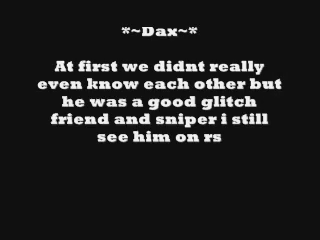 *~Dax~*
At first we didnt really
even know each other but
he was a good glitch
friend and sniper i still
see him on rs